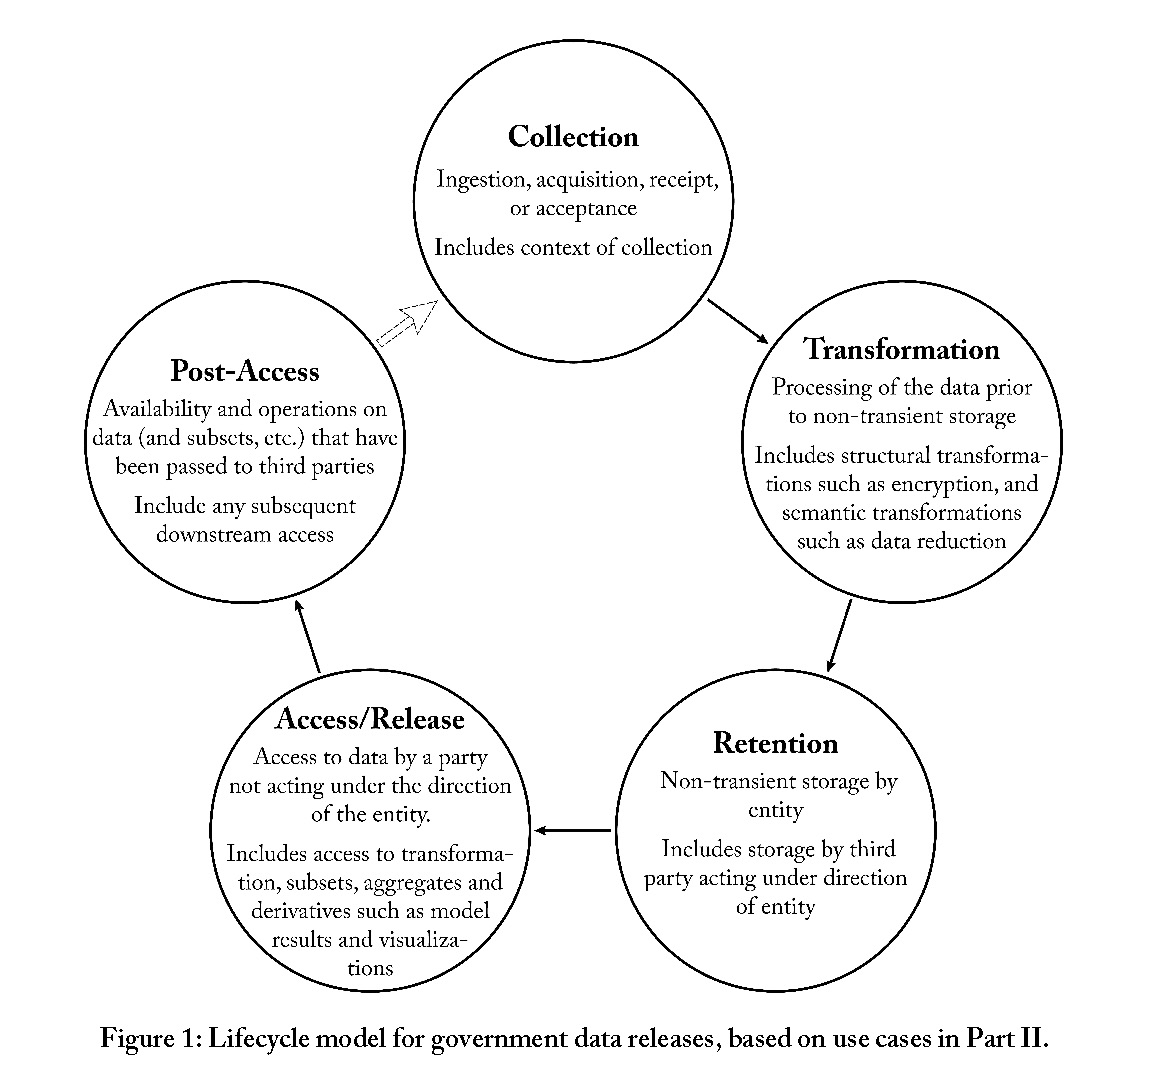 Collection
Ingestion, acquisition, receipt,
or acceptance
Includes context of collection
Transformation
Processing of the data prior
to non-transient storage
Includes structural transforma-
tions such as encryption, and
semantic transformations
such as data reduction
Retention
Non-transient storage by
entity
Includes storage by third
party acting under direction
of entity
Access/Release
Access to data by a party
not acting under the direction
of the entity.
Includes access to transforma-
tion, subsets, aggregates and
derivatives such as model
results and visualiza-
tions
Post-Access
Availability and operations on
data (and subsets, etc.) that have
been passed to third parties
Include any subsequent
downstream access
Figure 1: Lifecycle model for government data releases, based on use cases in Part II.